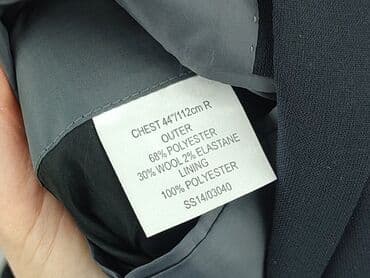 CHEST 44"/112cm R
OUTER
68% POLYESTER
30% WOOL 2% ELASTANE
LINING
100% POLYESTER
SS14/03040